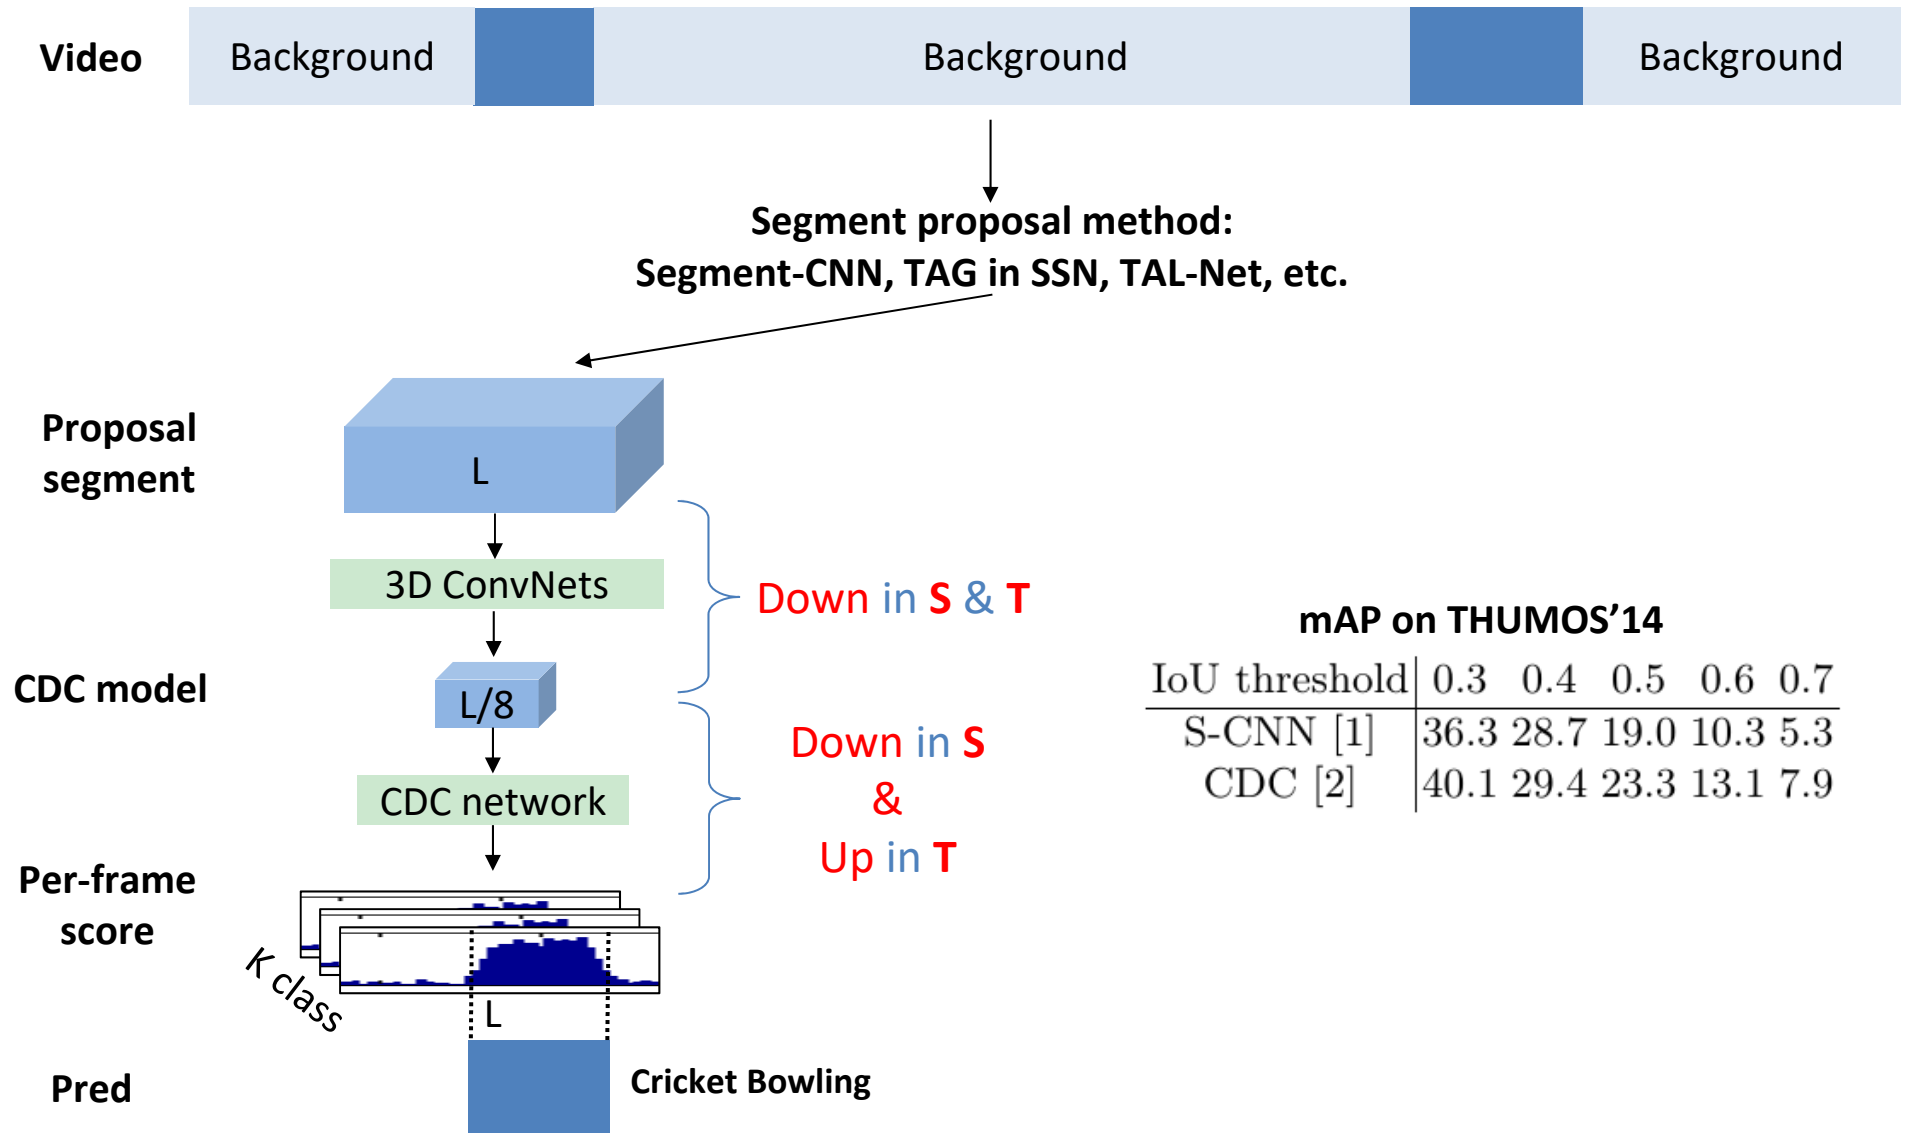 Video
Background
Background
Background
Segment proposal method:
Segment-CNN, TAG in SSN, TAL-Net, etc.
Proposal
segment
L
3D ConvNets
Down in S & T
CDC model
L/8
CDC network
Down in S
&
Up in T
mAP on THUMOS’14
IoU threshold 0.3 0.4 0.5 0.6 0.7
S-CNN [1] 36.3 28.7 19.0 10.3 5.3
CDC [2] 40.1 29.4 23.3 13.1 7.9
Per-frame
score
K class
L
Pred
Cricket Bowling